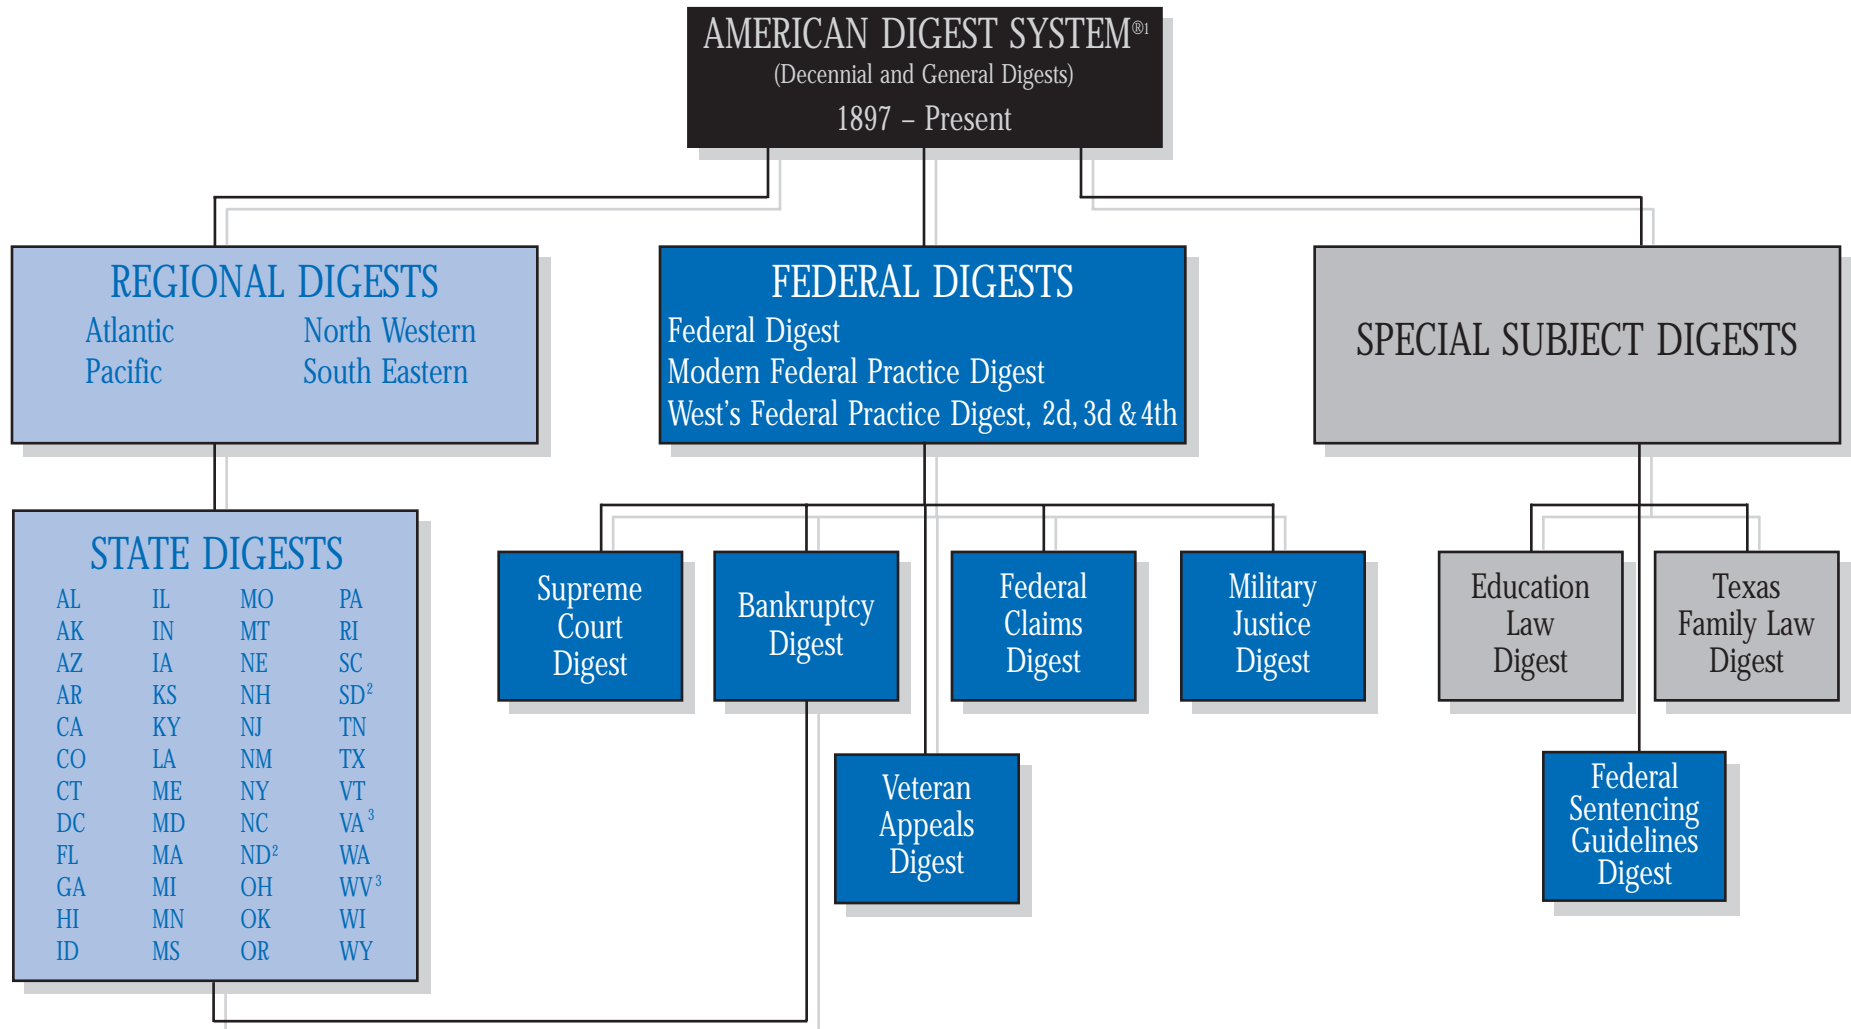 AMERICAN DIGEST SYSTEM®1
(Decennial and General Digests)
1897 – Present
REGIONAL DIGESTS
Atlantic North Western
Pacific South Eastern
FEDERAL DIGESTS
Federal Digest
Modern Federal Practice Digest
West's Federal Practice Digest, 2d, 3d & 4th
SPECIAL SUBJECT DIGESTS
STATE DIGESTS
AL IL MO PA
AK IN MT RI
AZ IA NE SC
AR KS NH SD2
CA KY NJ TN
CO LA NM TX
CT ME NY VT
DC MD NC VA3
FL MA ND2 WA
GA MI OH WV3
HI MN OK WI
ID MS OR WY
Supreme
Court
Digest
Bankruptcy
Digest
Federal
Claims
Digest
Military
Justice
Digest
Veteran
Appeals
Digest
Education
Law
Digest
Texas
Family Law
Digest
Federal
Sentencing
Guidelines
Digest